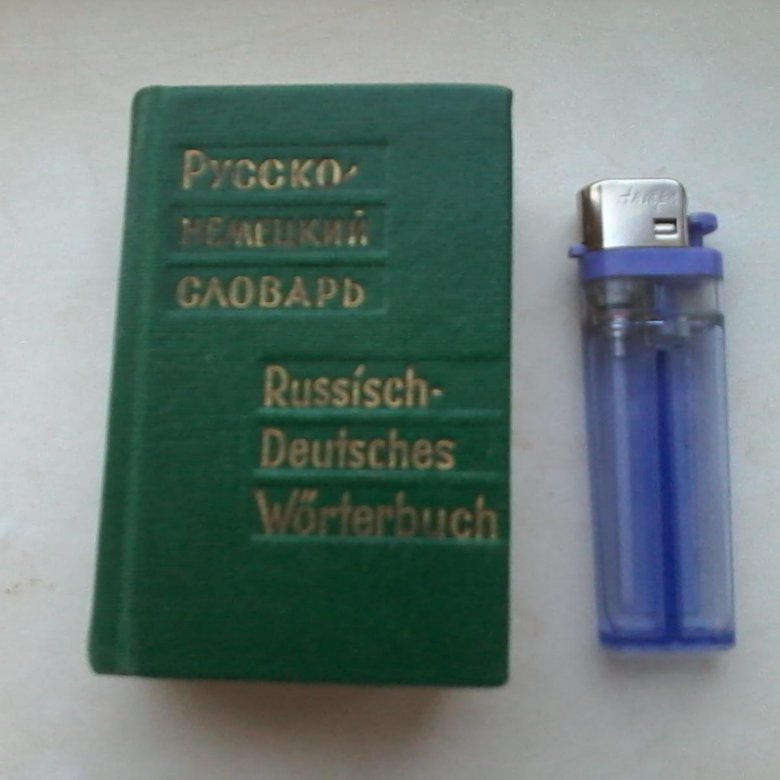 Русско-
немецкий
словарь
Russisch-
Deutsches
Wörterbuch